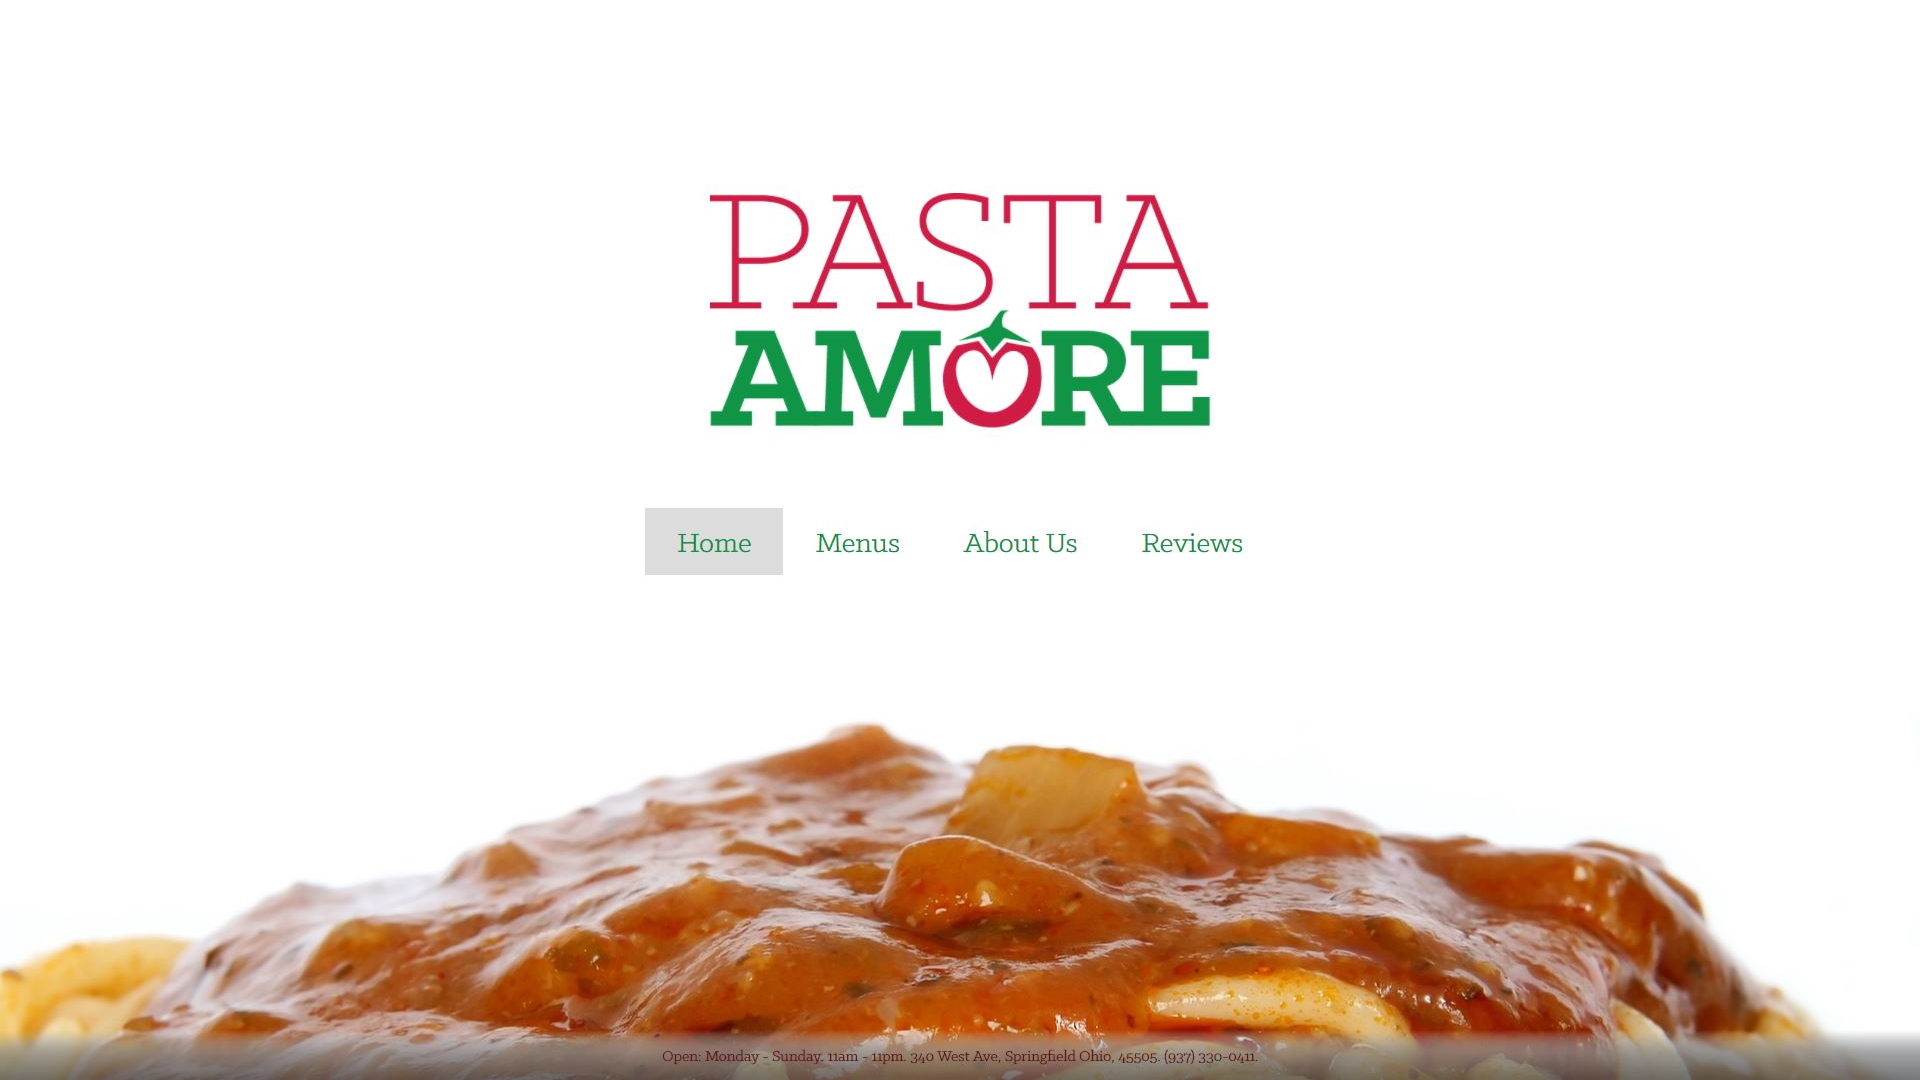 PASTA
AMORE
Home Menus About Us Reviews
Open: Monday - Sunday. 11am - 11pm. 340 West Ave, Springfield Ohio, 45505. (937) 330-0411.